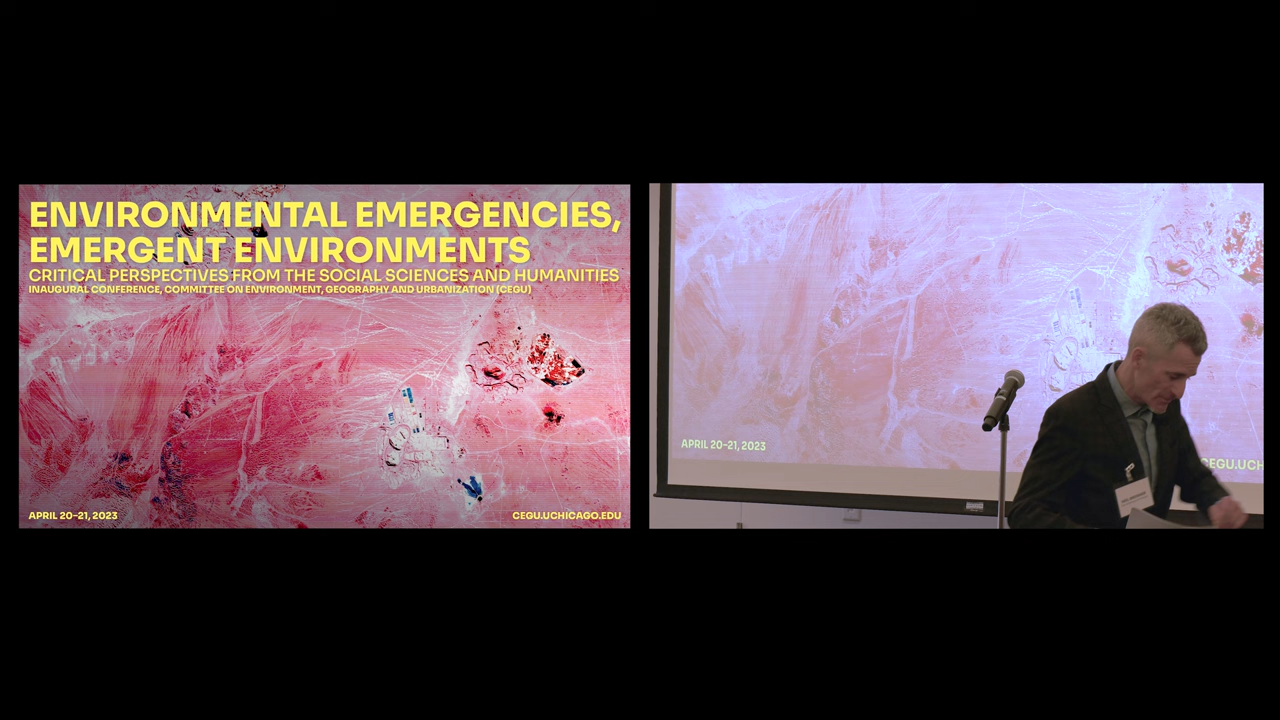 ENVIRONMENTAL EMERGENCIES,
EMERGENT ENVIRONMENTS
CRITICAL PERSPECTIVES FROM THE SOCIAL SCIENCES AND HUMANITIES
INAUGURAL CONFERENCE, COMMITTEE ON ENVIRONMENT, GEOGRAPHY AND URBANIZATION (CEGU)
APRIL 20–21, 2023
CEGU.UCHICAGO.EDU
APRIL 20–21, 2023
CEGU.UCH